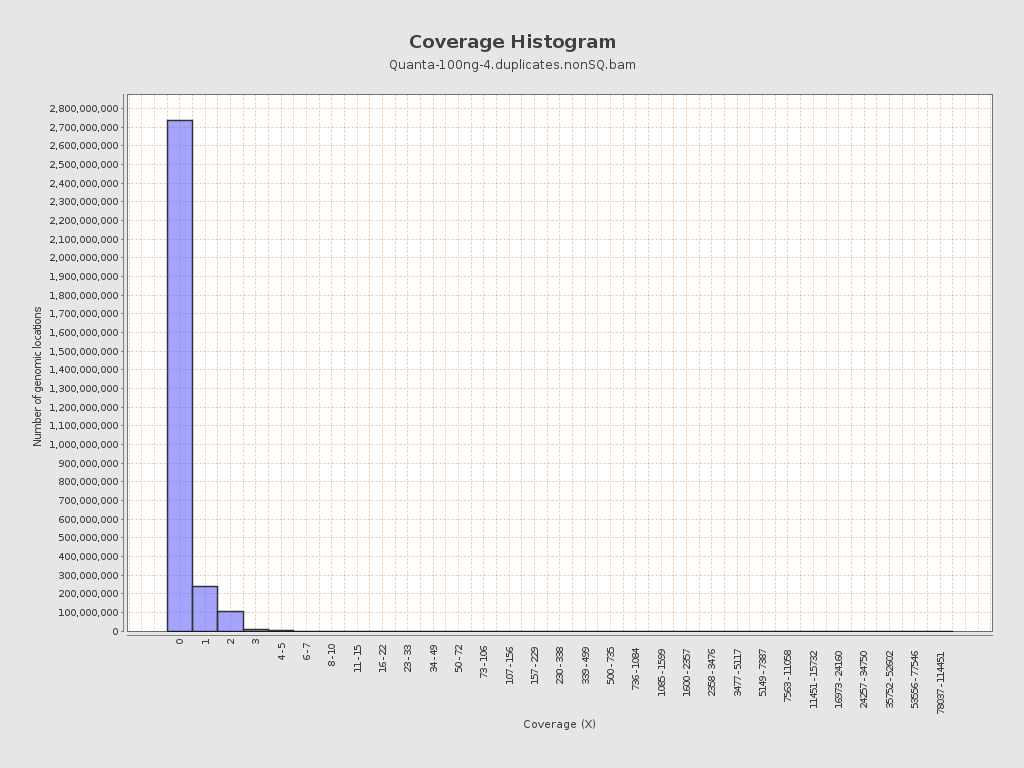 Coverage Histogram
Quanta-100ng-4.duplicates.nonSQ.bam
Number of genomic locations
2,800,000,000
2,700,000,000
2,600,000,000
2,500,000,000
2,400,000,000
2,300,000,000
2,200,000,000
2,100,000,000
2,000,000,000
1,900,000,000
1,800,000,000
1,700,000,000
1,600,000,000
1,500,000,000
1,400,000,000
1,300,000,000
1,200,000,000
1,100,000,000
1,000,000,000
900,000,000
800,000,000
700,000,000
600,000,000
500,000,000
400,000,000
300,000,000
200,000,000
100,000,000
0
0
1
2
3
4 - 5
6 - 7
8 - 10
11 - 15
16 - 22
23 - 33
34 - 49
50 - 72
73 - 106
107 - 156
157 - 229
230 - 338
339 - 499
500 - 735
736 - 1084
1085 - 1599
1600 - 2357
2358 - 3476
3477 - 5117
5149 - 7387
7563 - 11058
11451 - 15732
16973 - 24160
24257 - 34750
35752 - 52602
53556 - 77546
78037 - 114451
Coverage (X)